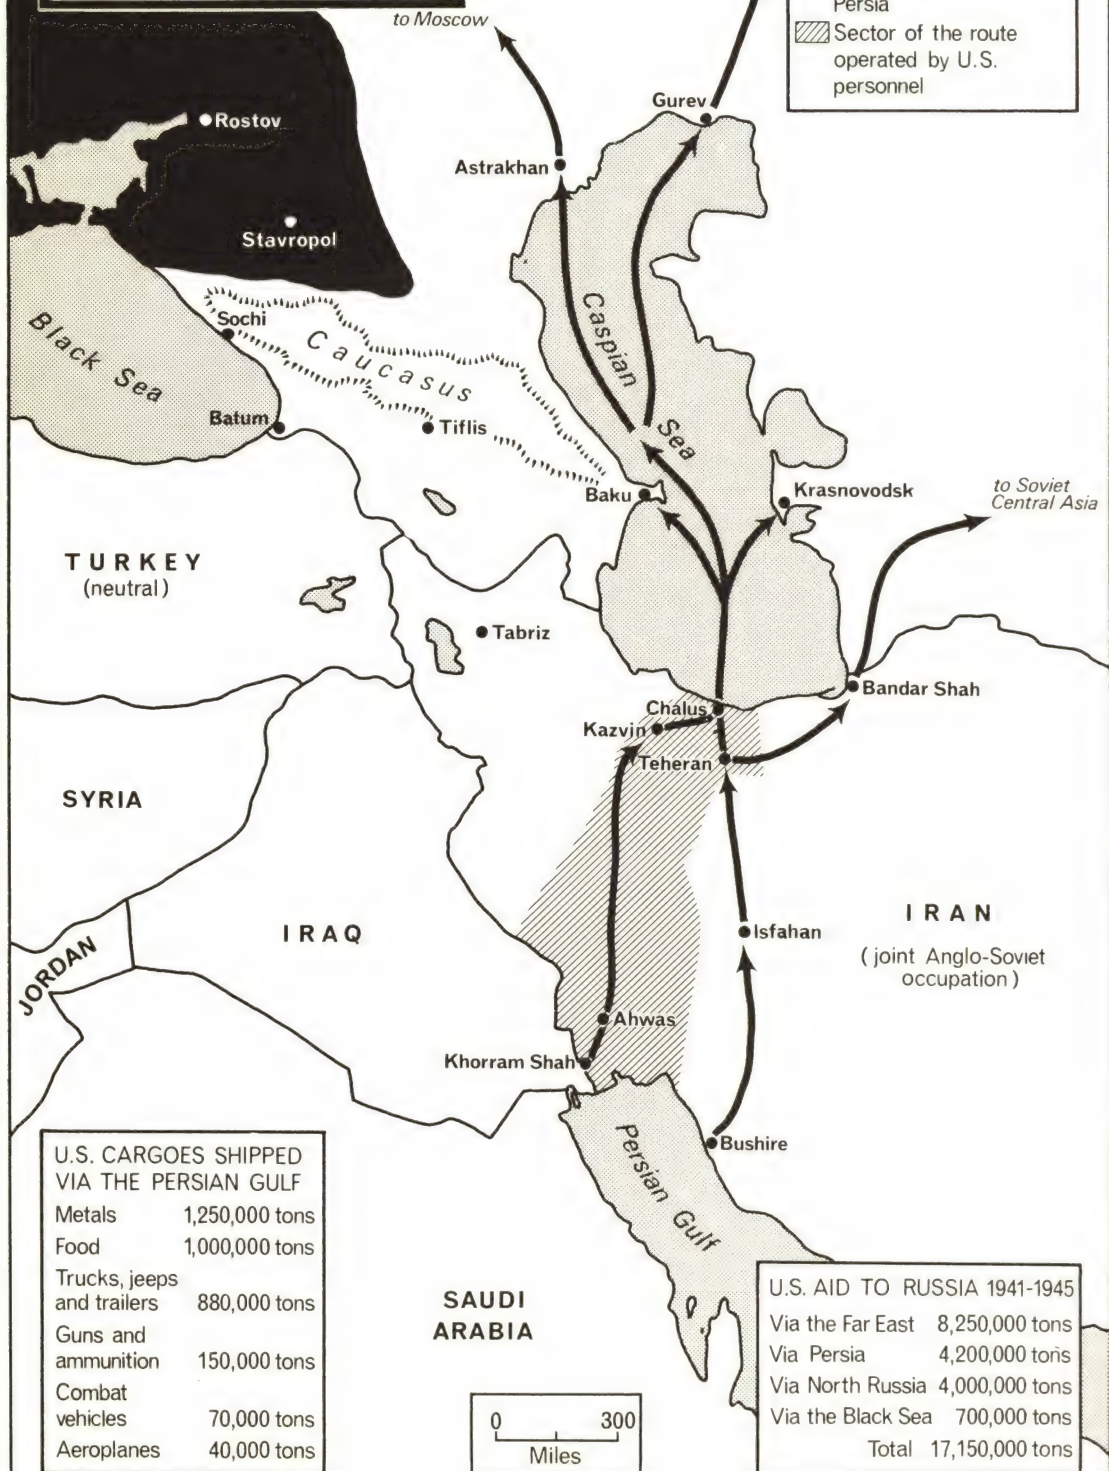 to Moscow
Persia
Sector of the route
operated by U.S.
personnel
Gurev
Rostov
Astrakhan
Stavropol
Black Sea
Sochi
Caucasus
Caspian
Sea
Batum
Tiflis
Baku
Krasnovodsk
to Soviet
Central Asia
TURKEY
(neutral)
Tabriz
Bandar Shah
Chalus
Kazvin
Teheran
SYRIA
IRAN
(joint Anglo-Soviet
occupation)
IRAQ
Isfahan
JORDAN
Ahwas
Khorram Shah
Bushire
Persian Gulf
U.S. CARGOES SHIPPED
VIA THE PERSIAN GULF
Metals 1,250,000 tons
Food 1,000,000 tons
Trucks, jeeps
and trailers 880,000 tons
Guns and
ammunition 150,000 tons
Combat
vehicles 70,000 tons
Aeroplanes 40,000 tons
SAUDI
ARABIA
0 300
Miles
U.S. AID TO RUSSIA 1941-1945
Via the Far East 8,250,000 tons
Via Persia 4,200,000 tons
Via North Russia 4,000,000 tons
Via the Black Sea 700,000 tons
Total 17,150,000 tons